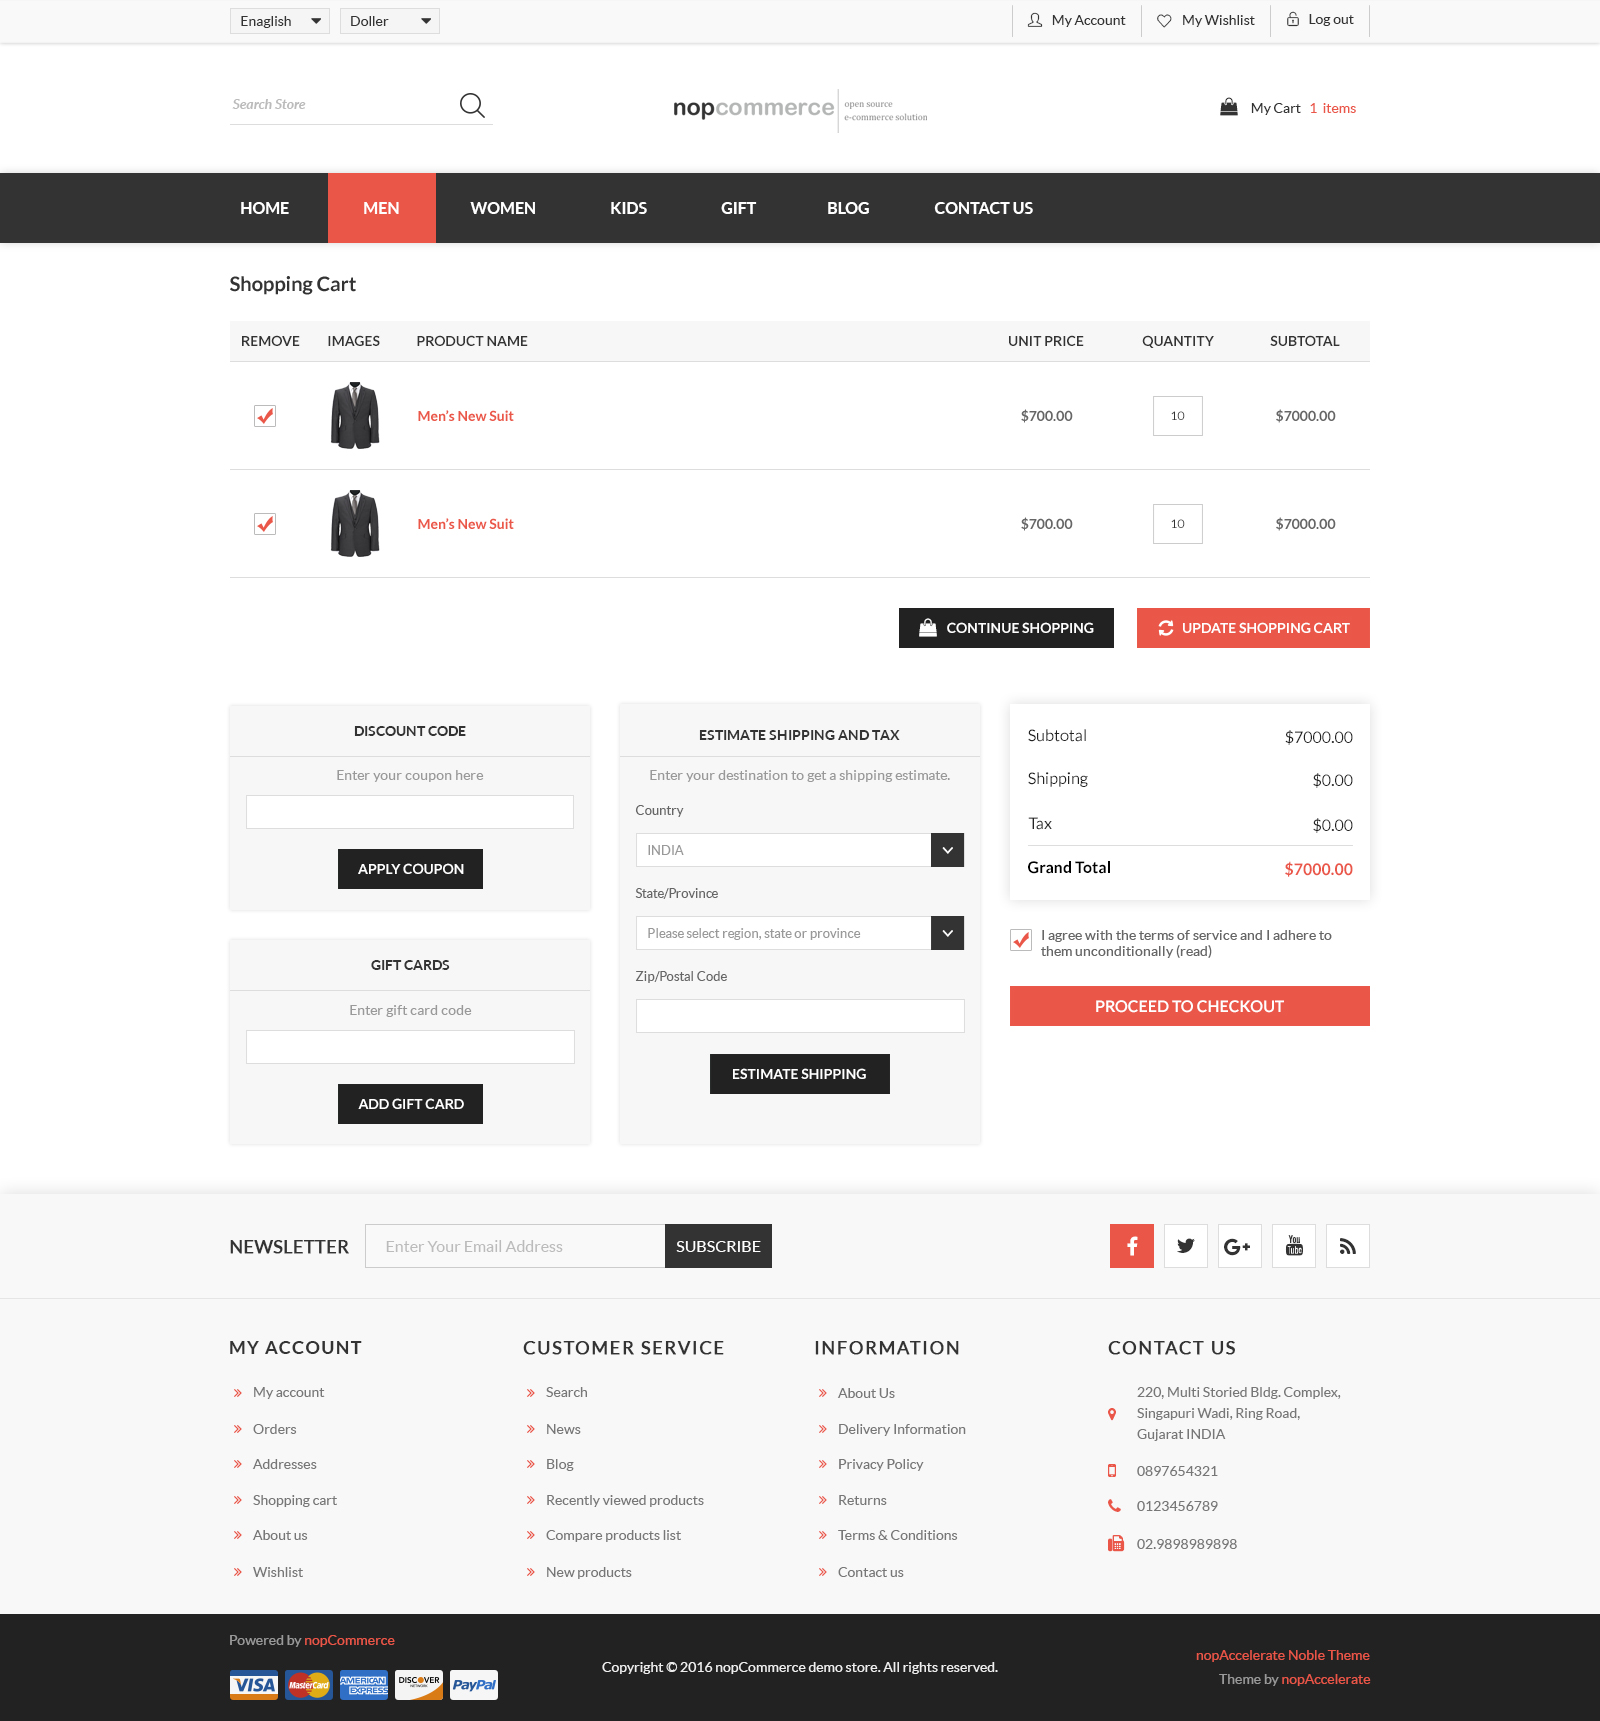 Enaglish
Doller
My Account
My Wishlist
Log out
Search Store
nopcommerce
open source
e-commerce solution
My Cart 1 items
HOME
MEN
WOMEN
KIDS
GIFT
BLOG
CONTACT US
Shopping Cart
REMOVE IMAGES PRODUCT NAME UNIT PRICE QUANTITY SUBTOTAL
Men's New Suit $700.00 10 $7000.00
Men's New Suit $700.00 10 $7000.00
CONTINUE SHOPPING
UPDATE SHOPPING CART
DISCOUNT CODE
Enter your coupon here
APPLY COUPON
GIFT CARDS
Enter gift card code
ADD GIFT CARD
ESTIMATE SHIPPING AND TAX
Enter your destination to get a shipping estimate.
Country
INDIA
State/Province
Please select region, state or province
Zip/Postal Code
ESTIMATE SHIPPING
Subtotal $7000.00
Shipping $0.00
Tax $0.00
Grand Total $7000.00
I agree with the terms of service and I adhere to
them unconditionally (read)
PROCEED TO CHECKOUT
NEWSLETTER
Enter Your Email Address
SUBSCRIBE
You
Tube
MY ACCOUNT
My account
Orders
Addresses
Shopping cart
About us
Wishlist
CUSTOMER SERVICE
Search
News
Blog
Recently viewed products
Compare products list
New products
INFORMATION
About Us
Delivery Information
Privacy Policy
Returns
Terms & Conditions
Contact us
CONTACT US
220, Multi Storied Bldg. Complex,
Singapuri Wadi, Ring Road,
Gujarat INDIA
0897654321
0123456789
02.9898989898
Powered by nopCommerce
VISA
MasterCard
AMERICAN
EXPRESS
DISCOVER
NETWORK
PayPal
Copyright © 2016 nopCommerce demo store. All rights reserved.
nopAccelerate Noble Theme
Theme by nopAccelerate